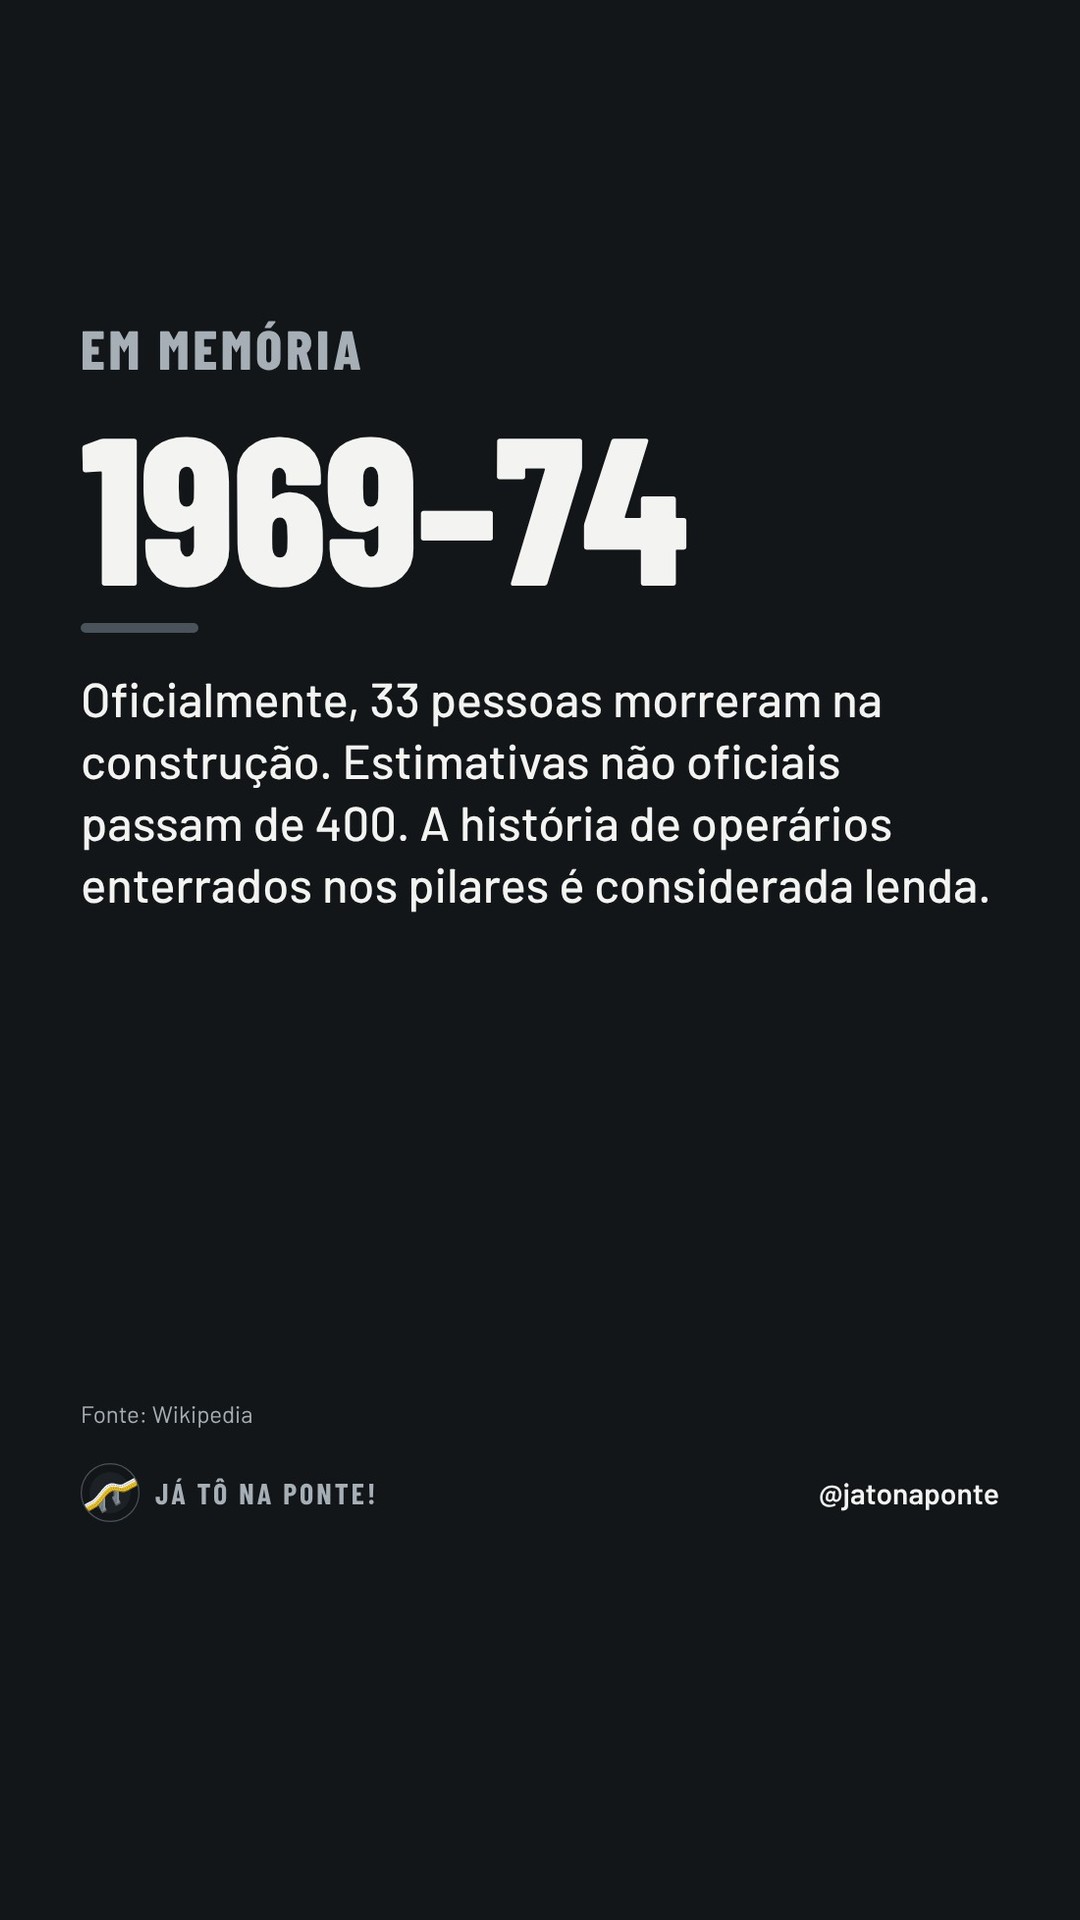 EM MEMÓRIA
1969–74
Oficialmente, 33 pessoas morreram na
construção. Estimativas não oficiais
passam de 400. A história de operários
enterrados nos pilares é considerada lenda.
Fonte: Wikipedia
JÁ TÔ NA PONTE!
@jatonaponte